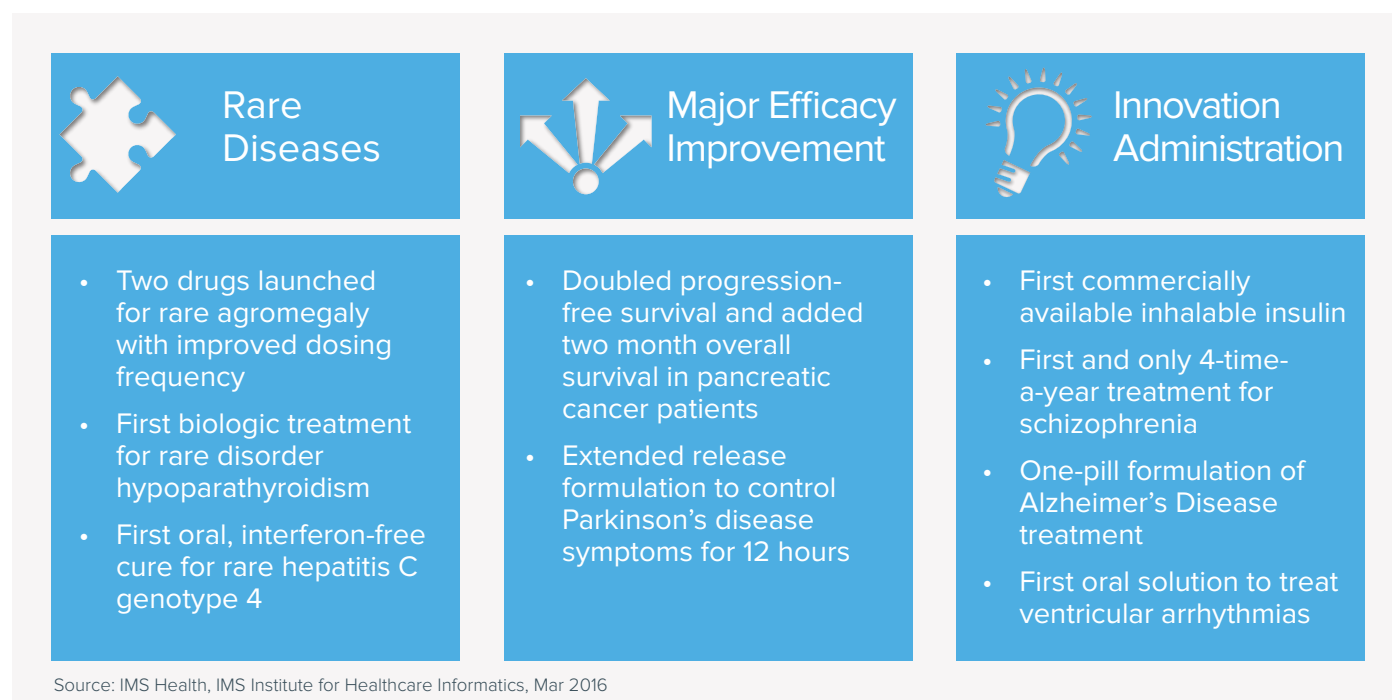 Rare
Diseases
• Two drugs launched
for rare agromegaly
with improved dosing
frequency
• First biologic treatment
for rare disorder
hypoparathyroidism
• First oral, interferon-free
cure for rare hepatitis C
genotype 4
Major Efficacy
Improvement
• Doubled progression-
free survival and added
two month overall
survival in pancreatic
cancer patients
• Extended release
formulation to control
Parkinson’s disease
symptoms for 12 hours
Innovation
Administration
• First commercially
available inhalable insulin
• First and only 4-time-
a-year treatment for
schizophrenia
• One-pill formulation of
Alzheimer’s Disease
treatment
• First oral solution to treat
ventricular arrhythmias
Source: IMS Health, IMS Institute for Healthcare Informatics, Mar 2016